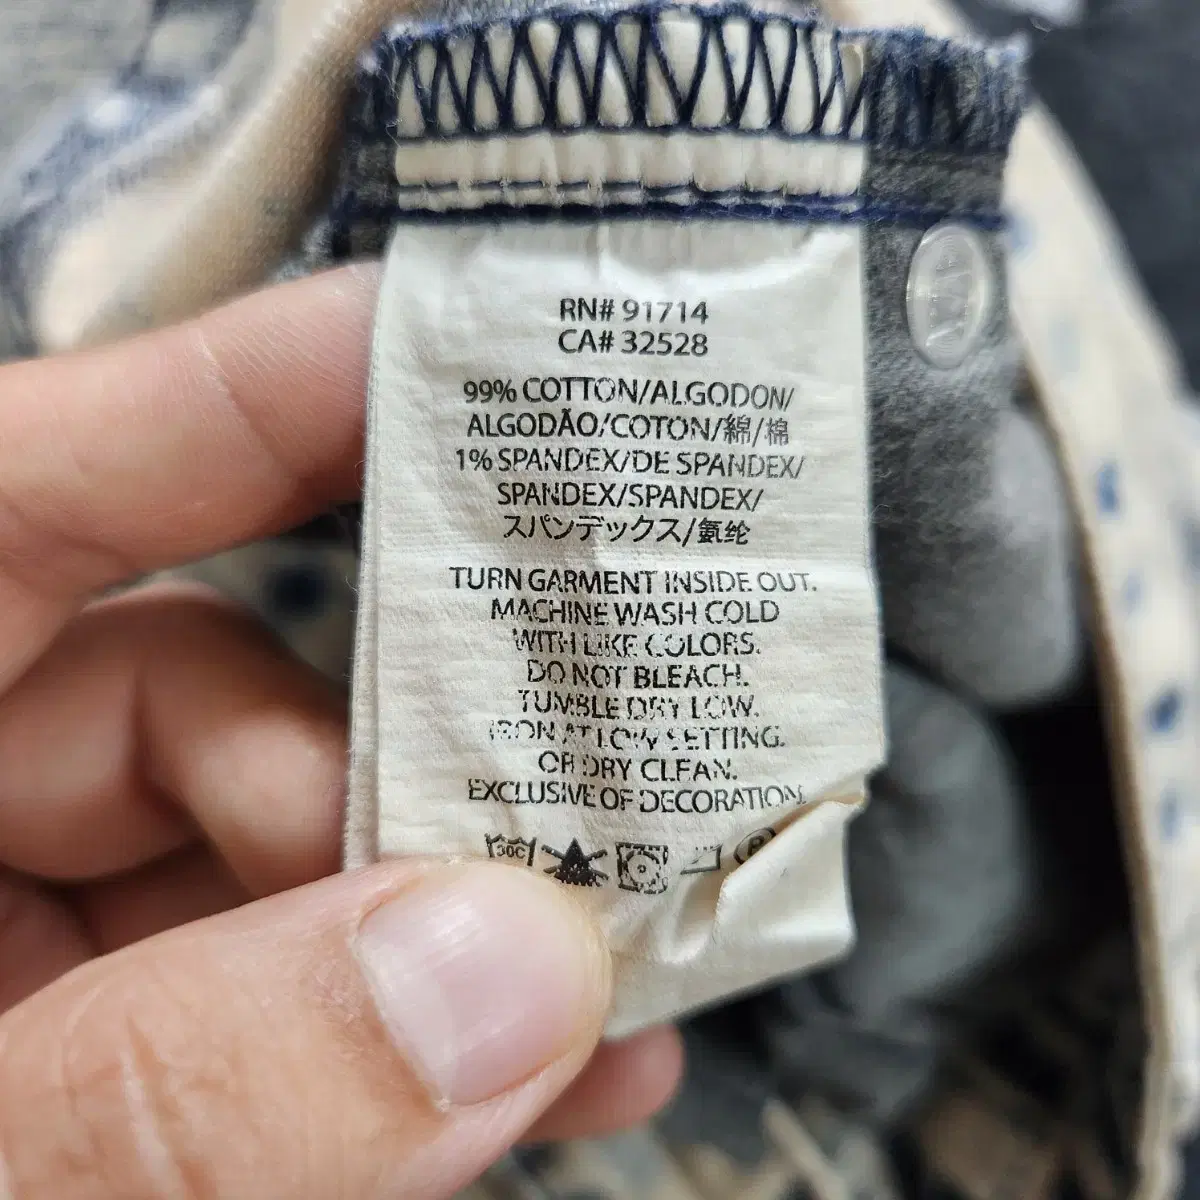 RN# 91714
CA# 32528
99% COTTON/ALGODON/
ALGODÃO/COTON/綿/棉
1% SPANDEX/DE SPANDEX/
SPANDEX/SPANDEX/
スパンデックス/氨纶
TURN GARMENT INSIDE OUT.
MACHINE WASH COLD
WITH LIKE COLORS.
DO NOT BLEACH.
TUMBLE DRY LOW.
IRON AT LOW SETTING.
OR DRY CLEAN.
EXCLUSIVE OF DECORATION.
30C
P